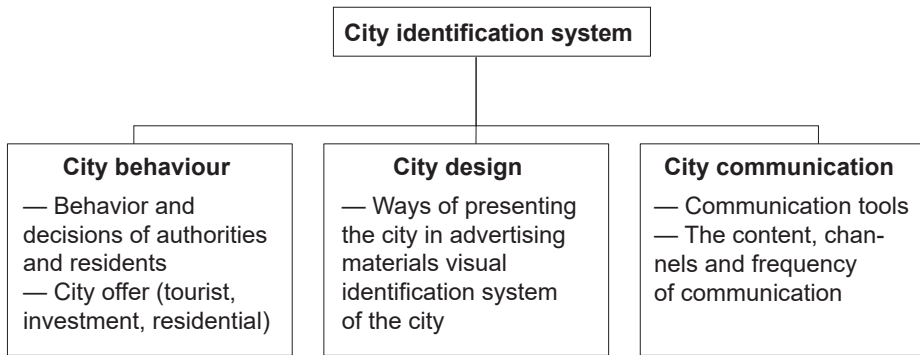 City identification system
City behaviour
— Behavior and
decisions of authorities
and residents
— City offer (tourist,
investment, residential)
City design
— Ways of presenting
the city in advertising
materials visual
identification system
of the city
City communication
— Communication tools
— The content, chan-
nels and frequency
of communication